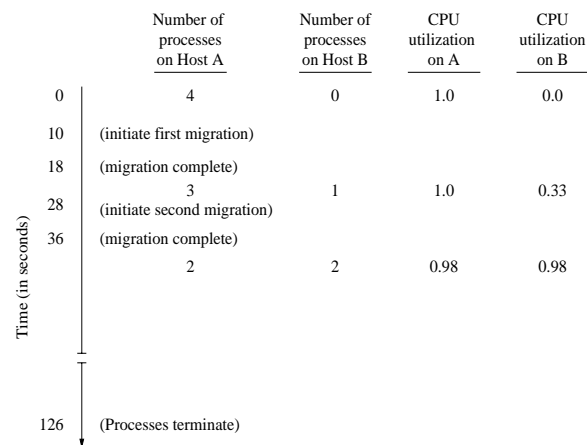 Number of processes on Host A
Number of processes on Host B
CPU utilization on A
CPU utilization on B
0 4 0 1.0 0.0
10 (initiate first migration)
18 (migration complete)
3 1 1.0 0.33
28 (initiate second migration)
36 (migration complete)
2 2 0.98 0.98
Time (in seconds)
126 (Processes terminate)